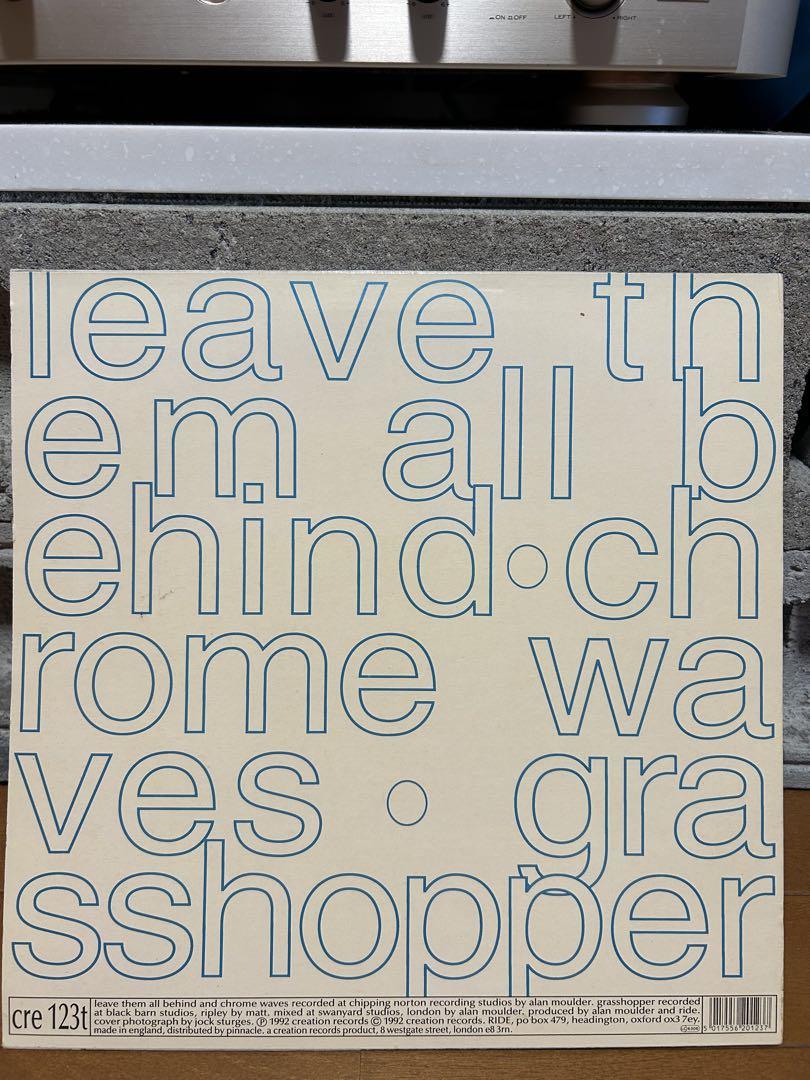 ON OFF LEFT RIGHT
leave th
em all b
ehind·ch
rome wa
ves · gra
sshopper
cre 123t
leave them all behind and chrome waves recorded at chipping norton recording studios by alan moulder. grasshopper recorded
at black barn studios, ripley by matt. mixed at swanyard studios, london by alan moulder. produced by alan moulder and ride.
cover photograph by jock sturges. ℗ 1992 creation records © 1992 creation records. RIDE, po box 479, headington, oxford ox3 7ey.
made in england, distributed by pinnacle. a creation records product, 8 westgate street, london e8 3rn.
5 017556 201237